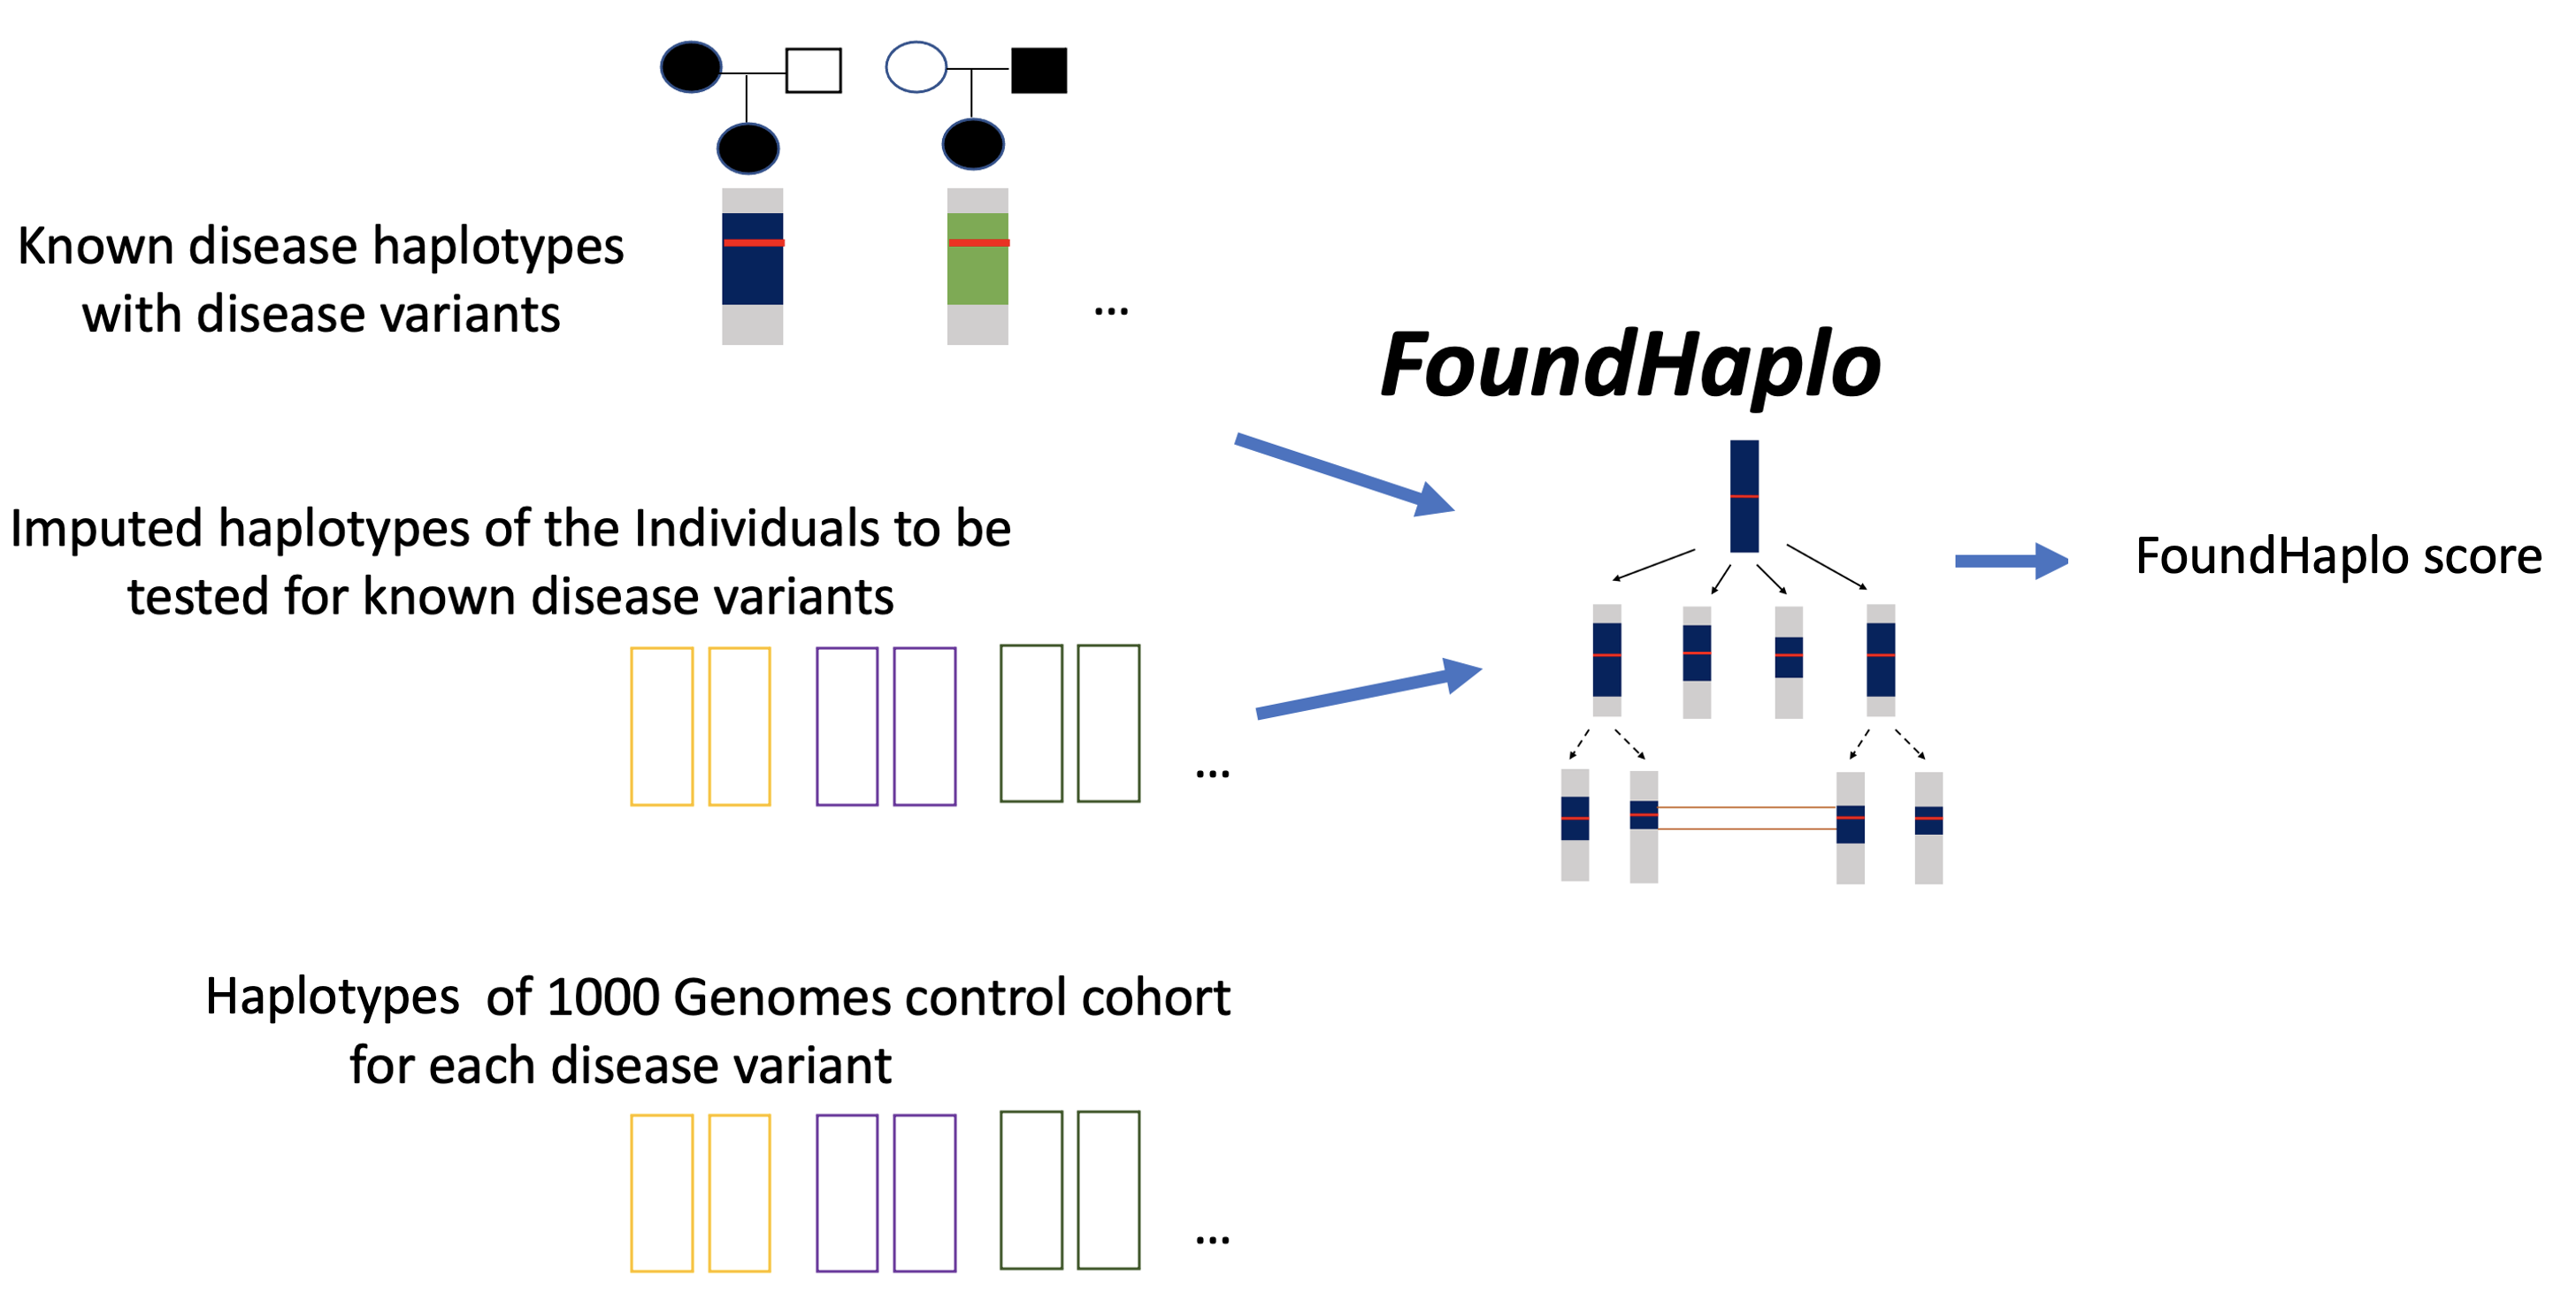 Known disease haplotypes
with disease variants
...
FoundHaplo
Imputed haplotypes of the Individuals to be
tested for known disease variants
...
FoundHaplo score
Haplotypes of 1000 Genomes control cohort
for each disease variant
...